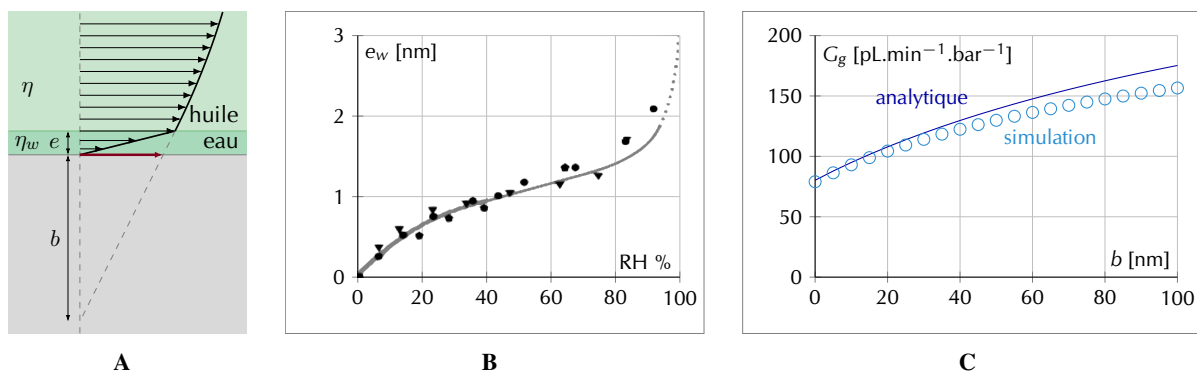 η
huile
η_w e
eau
b
A
3
e_w [nm]
2
1
0
RH %
0 20 40 60 80 100
B
200
G_g [pL.min⁻¹.bar⁻¹]
analytique
150
simulation
100
50
b [nm]
0
0 20 40 60 80 100
C